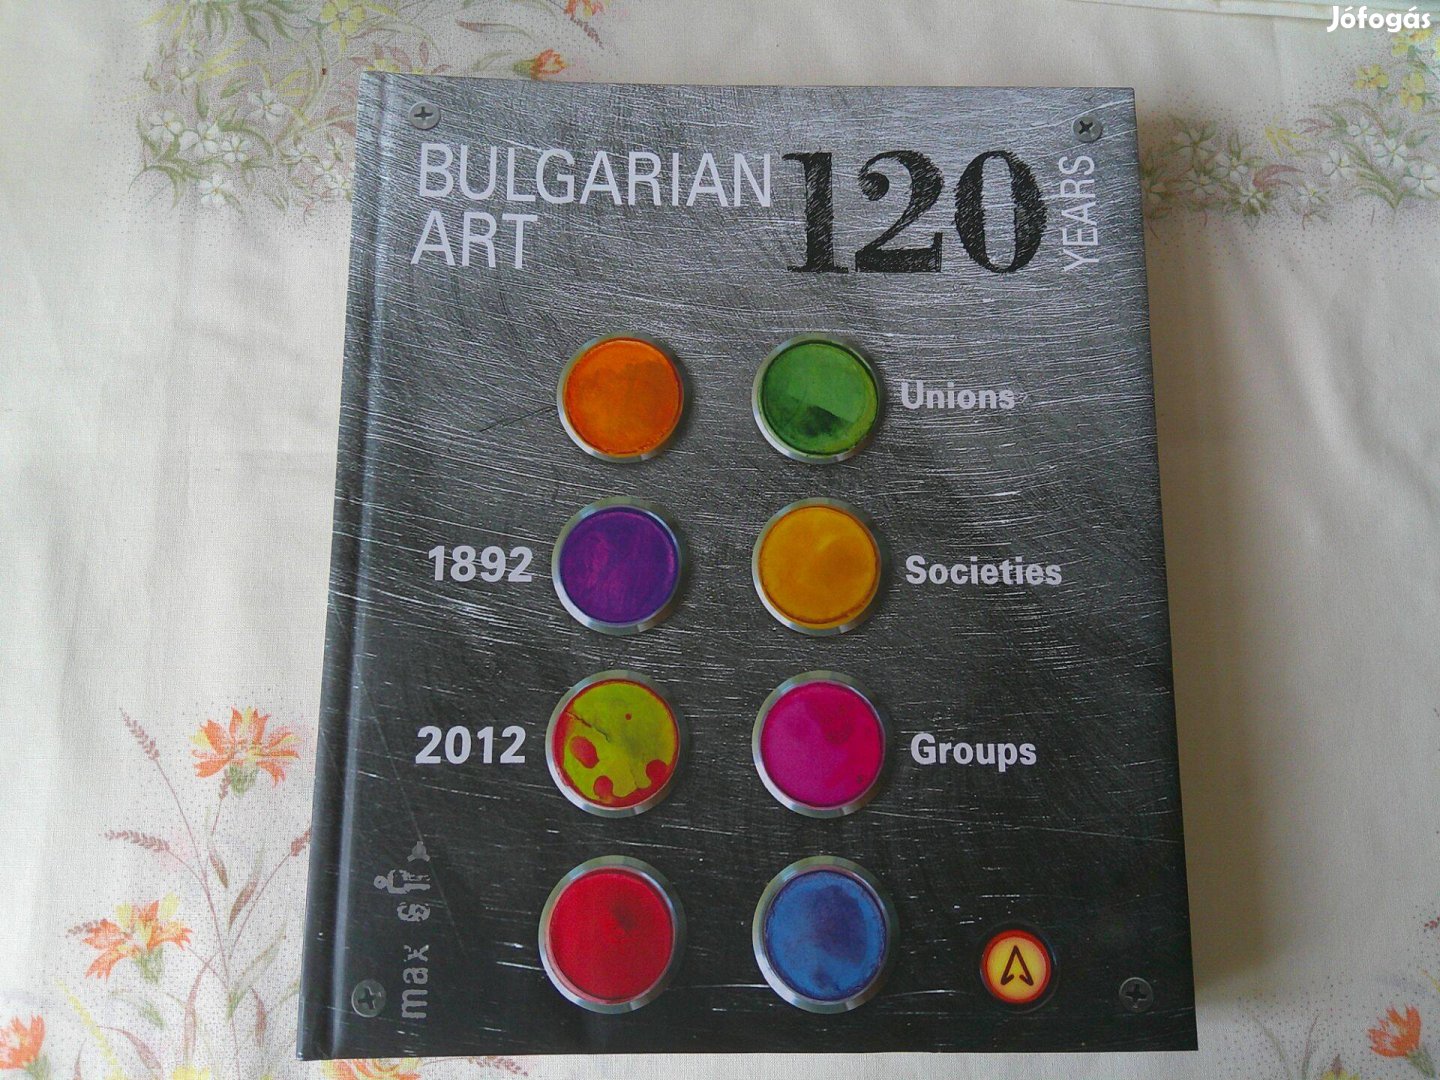 Jófogás
BULGARIAN
ART
120
YEARS
Unions
1892
Societies
2012
Groups
max